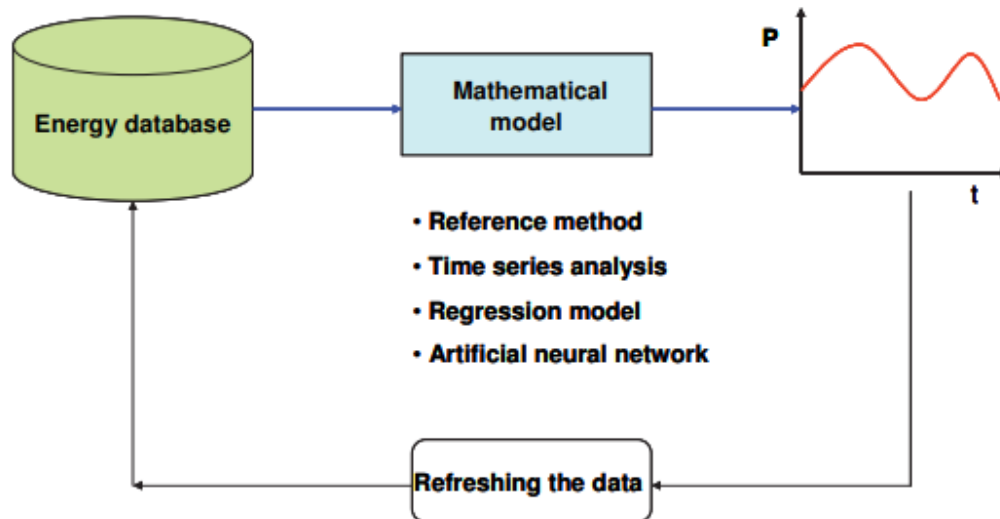 Energy database
Mathematical
model
P
t
• Reference method
• Time series analysis
• Regression model
• Artificial neural network
Refreshing the data